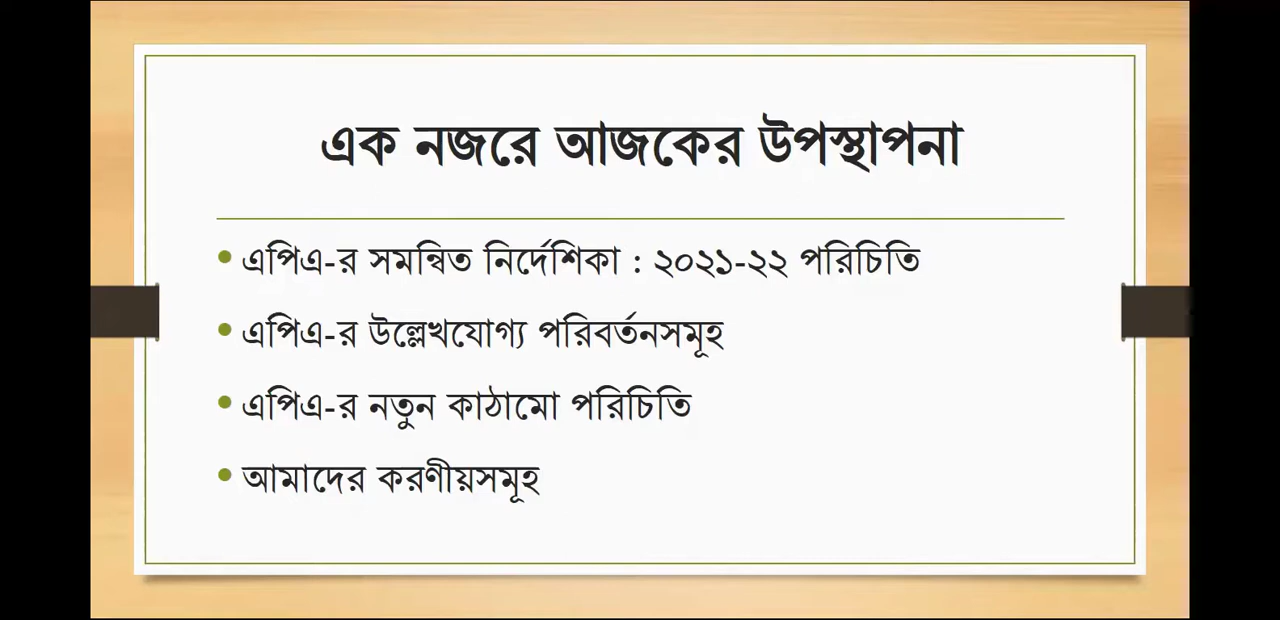 এক নজরে আজকের উপস্থাপনা
• এপিএ-র সমন্বিত নির্দেশিকা : ২০২১-২২ পরিচিতি
• এপিএ-র উল্লেখযোগ্য পরিবর্তনসমূহ
• এপিএ-র নতুন কাঠামো পরিচিতি
• আমাদের করণীয়সমূহ